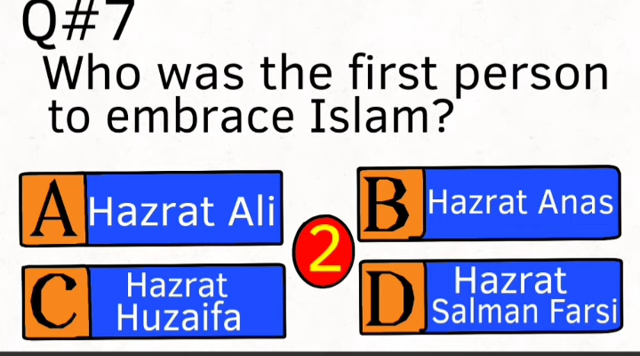 Q#7
Who was the first person
to embrace Islam?
A Hazrat Ali
B Hazrat Anas
2
C Hazrat
Huzaifa
D Hazrat
Salman Farsi